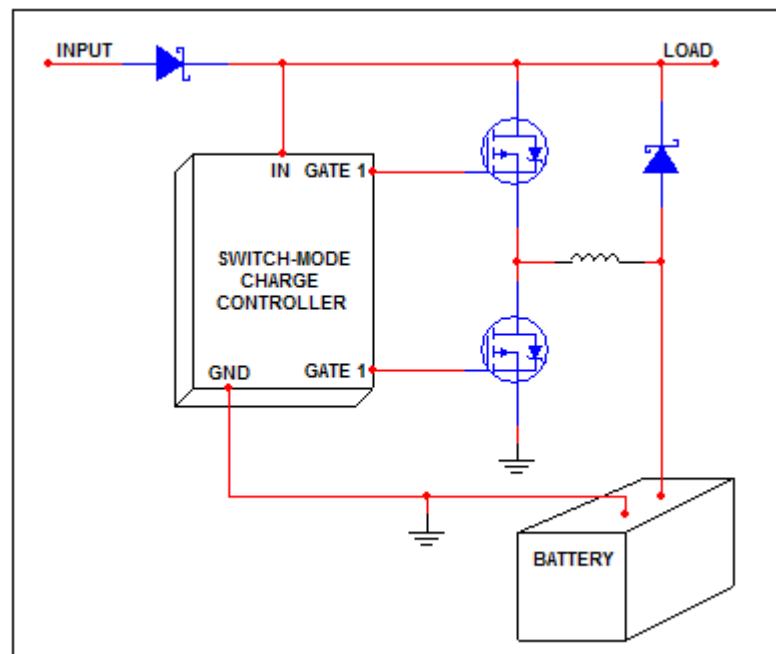 INPUT
LOAD
IN GATE 1
SWITCH-MODE
CHARGE
CONTROLLER
GND
GATE 1
BATTERY